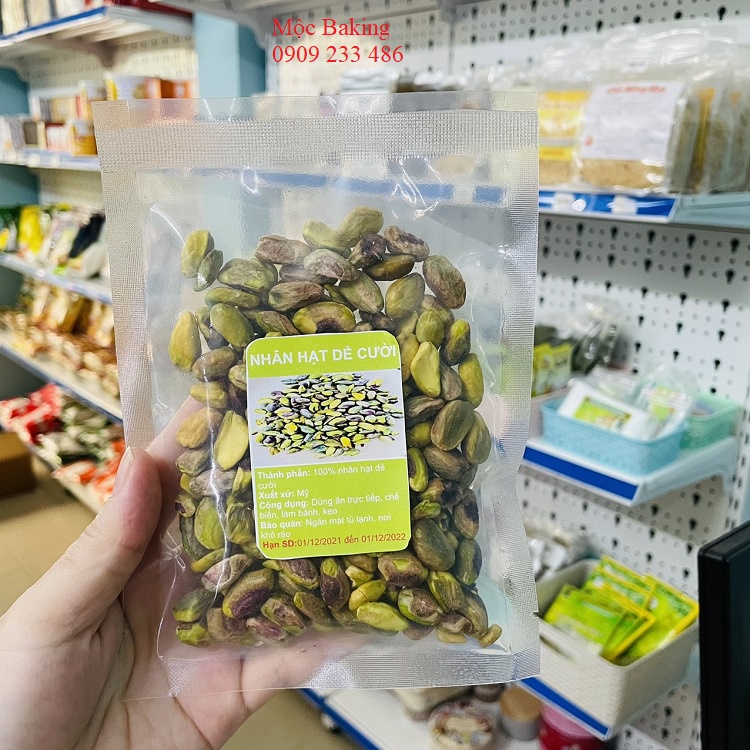 Mộc Baking
0909 233 486
NHÂN HẠT DẺ CƯỜI
Thành phần: 100% nhân hạt dẻ
cười
Xuất xứ: Mỹ
Công dụng: Dùng ăn trực tiếp, chế
biến, làm bánh, kẹo
Bảo quản: Ngăn mát tủ lạnh, nơi
khô ráo
Hạn SD:01/12/2021 đến 01/12/2022